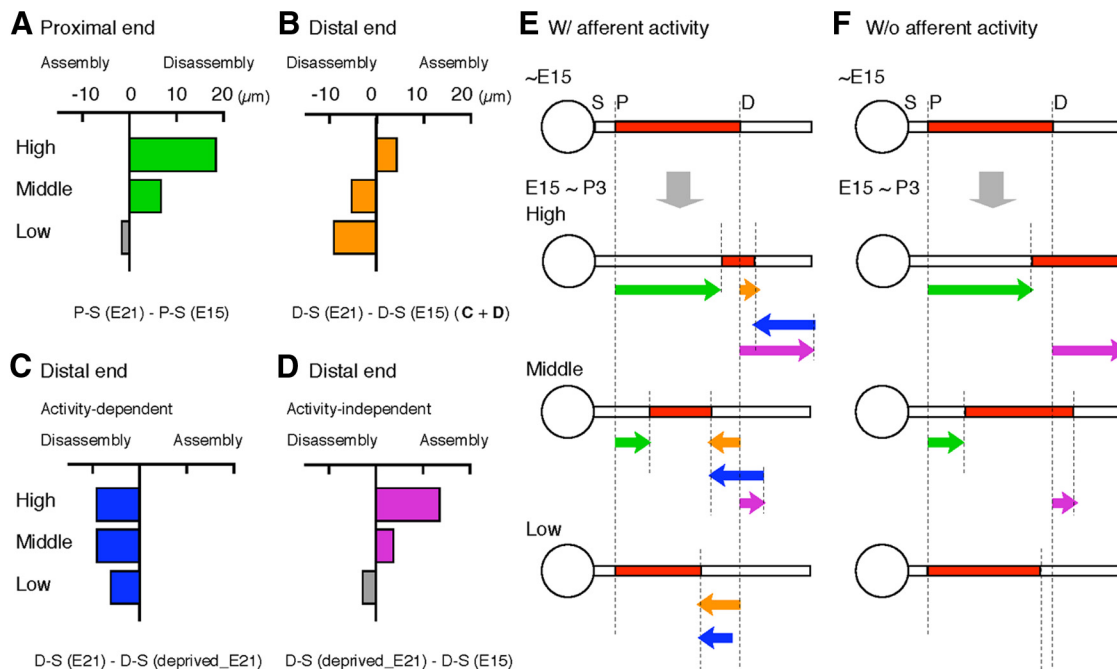 A Proximal end
Assembly Disassembly
-10 0 10 20 (μm)
High
Middle
Low
P-S (E21) - P-S (E15)
B Distal end
Disassembly Assembly
-10 0 10 20
D-S (E21) - D-S (E15) (C + D)
C Distal end
Activity-dependent
Disassembly Assembly
High
Middle
Low
D-S (E21) - D-S (deprived_E21)
D Distal end
Activity-independent
Disassembly Assembly
D-S (deprived_E21) - D-S (E15)
E W/ afferent activity
~E15
S P D
E15 ~ P3
High
Middle
Low
F W/o afferent activity
~E15
S P D
E15 ~ P3